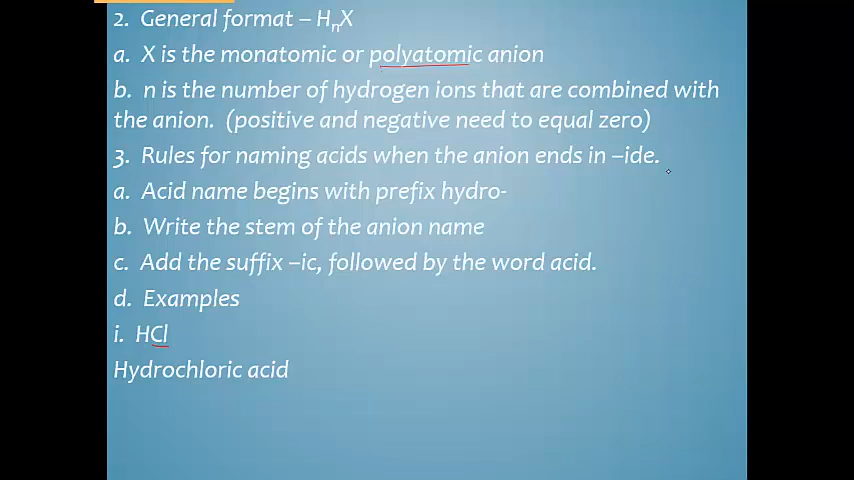 2. General format – HₙX
a. X is the monatomic or polyatomic anion
b. n is the number of hydrogen ions that are combined with
the anion. (positive and negative need to equal zero)
3. Rules for naming acids when the anion ends in –ide.
a. Acid name begins with prefix hydro-
b. Write the stem of the anion name
c. Add the suffix –ic, followed by the word acid.
d. Examples
i. HCl
Hydrochloric acid